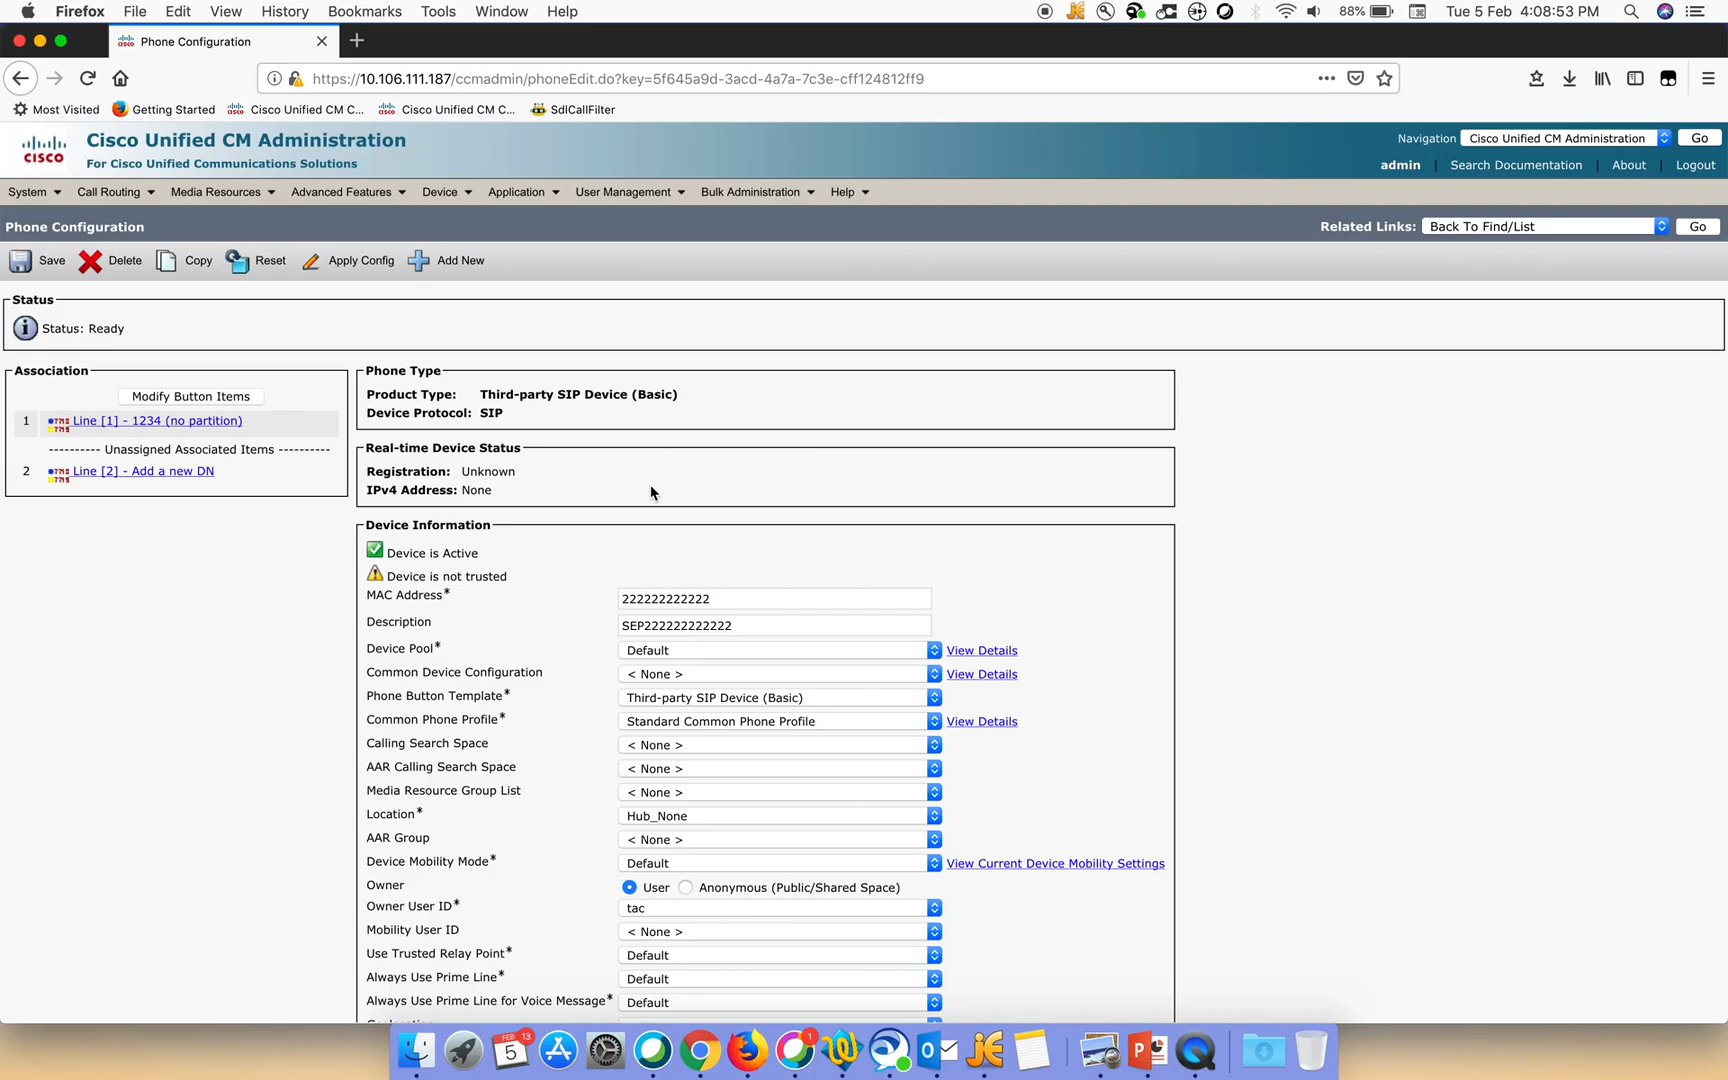 Firefox File Edit View History Bookmarks Tools Window Help 88% Tue 5 Feb 4:08:53 PM
Phone Configuration
https://10.106.111.187/ccmadmin/phoneEdit.do?key=5f645a9d-3acd-4a7a-7c3e-cff124812ff9
Most Visited Getting Started Cisco Unified CM C... Cisco Unified CM C... SdlCallFilter
CISCO
Cisco Unified CM Administration
For Cisco Unified Communications Solutions
Navigation Cisco Unified CM Administration Go
admin | Search Documentation | About | Logout
System Call Routing Media Resources Advanced Features Device Application User Management Bulk Administration Help
Phone Configuration
Related Links: Back To Find/List Go
Save Delete Copy Reset Apply Config Add New
Status
Status: Ready
Association
Modify Button Items
1 Line [1] - 1234 (no partition)
---------- Unassigned Associated Items ----------
2 Line [2] - Add a new DN
Phone Type
Product Type: Third-party SIP Device (Basic)
Device Protocol: SIP
Real-time Device Status
Registration: Unknown
IPv4 Address: None
Device Information
Device is Active
Device is not trusted
MAC Address* 222222222222
Description SEP222222222222
Device Pool* Default View Details
Common Device Configuration < None > View Details
Phone Button Template* Third-party SIP Device (Basic)
Common Phone Profile* Standard Common Phone Profile View Details
Calling Search Space < None >
AAR Calling Search Space < None >
Media Resource Group List < None >
Location* Hub_None
AAR Group < None >
Device Mobility Mode* Default View Current Device Mobility Settings
Owner User Anonymous (Public/Shared Space)
Owner User ID* tac
Mobility User ID < None >
Use Trusted Relay Point* Default
Always Use Prime Line* Default
Always Use Prime Line for Voice Message* Default
FEB 5 13
1